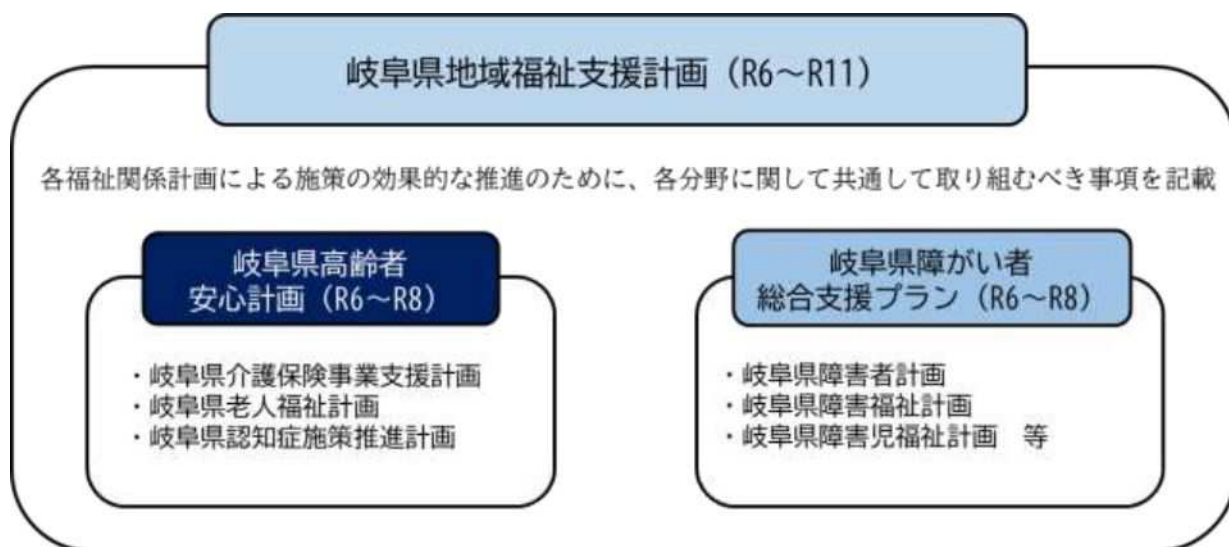 岐阜県地域福祉支援計画（R6～R11）
各福祉関係計画による施策の効果的な推進のために、各分野に関して共通して取り組むべき事項を記載
岐阜県高齢者
安心計画（R6～R8）
・岐阜県介護保険事業支援計画
・岐阜県老人福祉計画
・岐阜県認知症施策推進計画
岐阜県障がい者
総合支援プラン（R6～R8）
・岐阜県障害者計画
・岐阜県障害福祉計画
・岐阜県障害児福祉計画　等